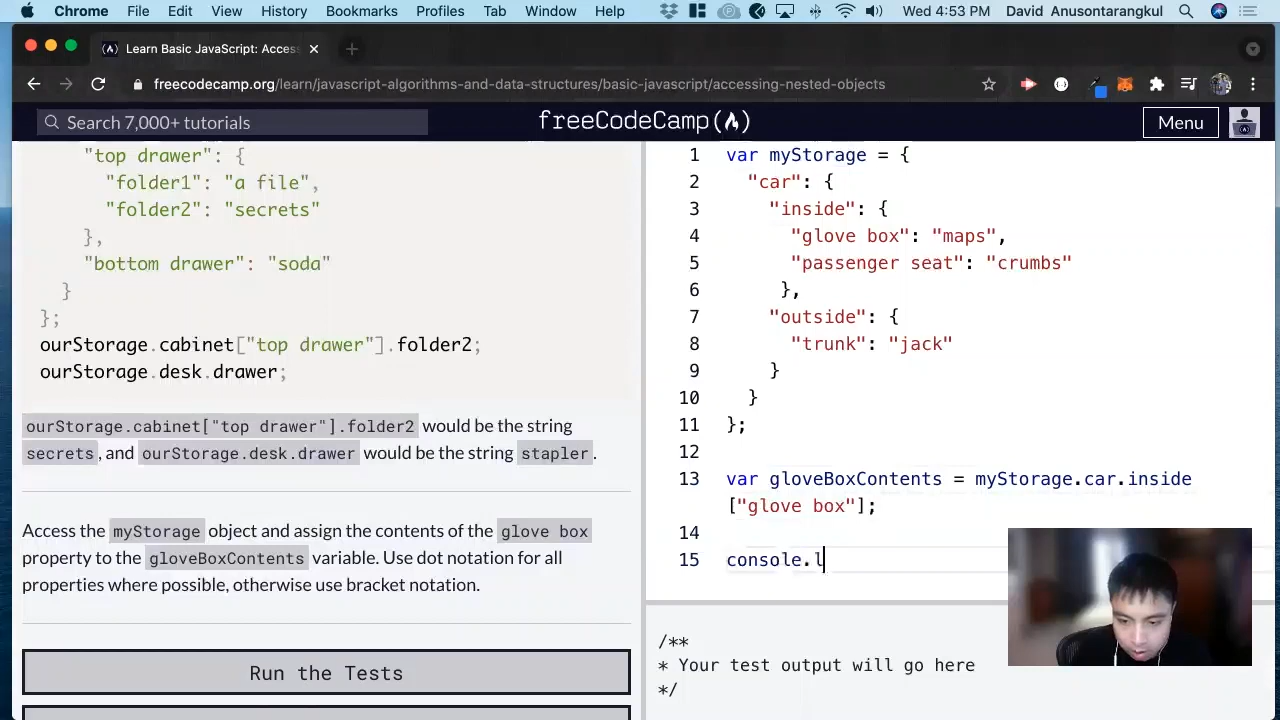 Chrome File Edit View History Bookmarks Profiles Tab Window Help Wed 4:53 PM David Anusontarangkul
Learn Basic JavaScript: Acces
freecodecamp.org/learn/javascript-algorithms-and-data-structures/basic-javascript/accessing-nested-objects
Search 7,000+ tutorials
freeCodeCamp
Menu
"top drawer": {
"folder1": "a file",
"folder2": "secrets"
},
"bottom drawer": "soda"
}
};
ourStorage.cabinet["top drawer"].folder2;
ourStorage.desk.drawer;
ourStorage.cabinet["top drawer"].folder2 would be the string
secrets, and ourStorage.desk.drawer would be the string stapler.
Access the myStorage object and assign the contents of the glove box
property to the gloveBoxContents variable. Use dot notation for all
properties where possible, otherwise use bracket notation.
Run the Tests
1 var myStorage = {
2 "car": {
3 "inside": {
4 "glove box": "maps",
5 "passenger seat": "crumbs"
6 },
7 "outside": {
8 "trunk": "jack"
9 }
10 }
11 };
12
13 var gloveBoxContents = myStorage.car.inside
["glove box"];
14
15 console.l
/**
* Your test output will go here
*/